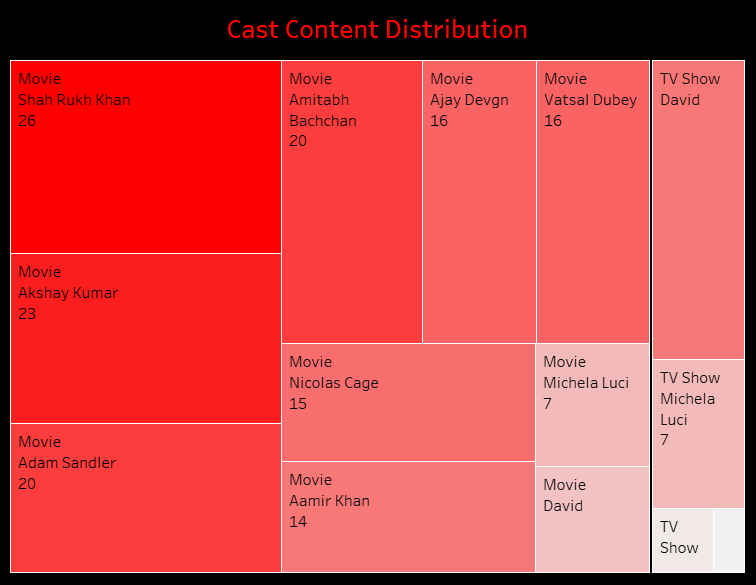 Cast Content Distribution
Movie
Shah Rukh Khan
26
Movie
Akshay Kumar
23
Movie
Adam Sandler
20
Movie
Amitabh
Bachchan
20
Movie
Ajay Devgn
16
Movie
Vatsal Dubey
16
Movie
Nicolas Cage
15
Movie
Aamir Khan
14
Movie
Michela Luci
7
Movie
David
TV Show
David
TV Show
Michela
Luci
7
TV
Show